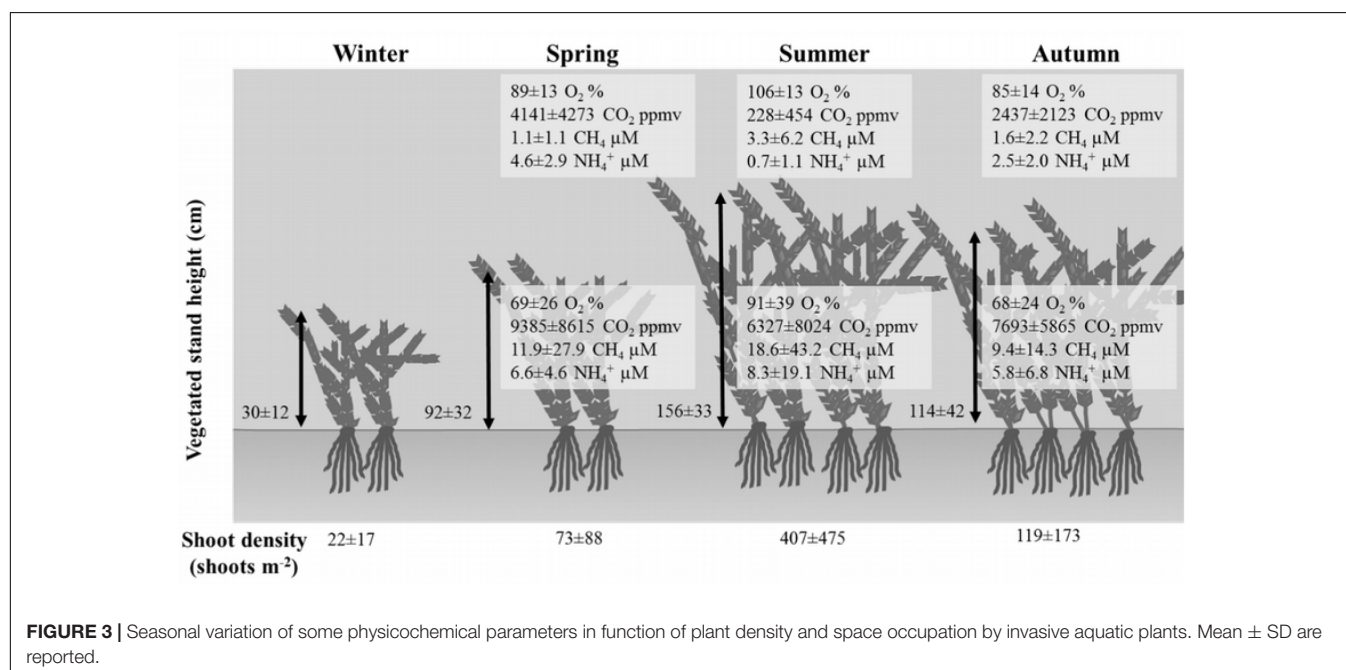 Winter Spring Summer Autumn
89±13 O₂ %
4141±4273 CO₂ ppmv
1.1±1.1 CH₄ µM
4.6±2.9 NH₄⁺ µM
106±13 O₂ %
228±454 CO₂ ppmv
3.3±6.2 CH₄ µM
0.7±1.1 NH₄⁺ µM
85±14 O₂ %
2437±2123 CO₂ ppmv
1.6±2.2 CH₄ µM
2.5±2.0 NH₄⁺ µM
Vegetated stand height (cm)
69±26 O₂ %
9385±8615 CO₂ ppmv
11.9±27.9 CH₄ µM
6.6±4.6 NH₄⁺ µM
91±39 O₂ %
6327±8024 CO₂ ppmv
18.6±43.2 CH₄ µM
8.3±19.1 NH₄⁺ µM
68±24 O₂ %
7693±5865 CO₂ ppmv
9.4±14.3 CH₄ µM
5.8±6.8 NH₄⁺ µM
30±12 92±32 156±33 114±42
Shoot density 22±17 73±88 407±475 119±173
(shoots m⁻²)
FIGURE 3 | Seasonal variation of some physicochemical parameters in function of plant density and space occupation by invasive aquatic plants. Mean ± SD are
reported.